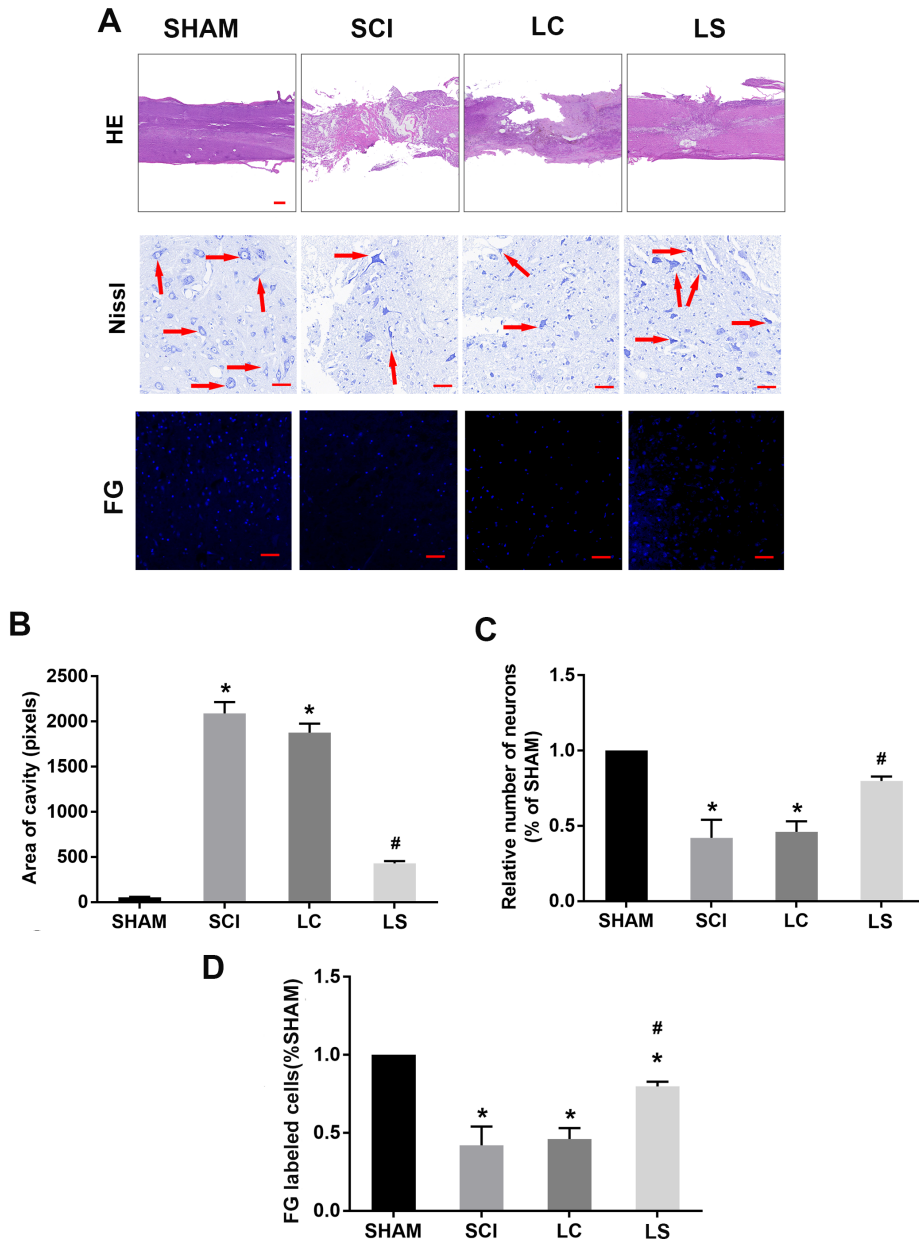 A
SHAM SCI LC LS
HE
Nissl
FG
B
Area of cavity (pixels)
2500
2000
1500
1000
500
0
*
*
#
SHAM SCI LC LS
C
Relative number of neurons
(% of SHAM)
1.5
1.0
0.5
0.0
*
*
#
SHAM SCI LC LS
D
FG labeled cells(%SHAM)
1.5
1.0
0.5
0.0
*
*
#
*
SHAM SCI LC LS